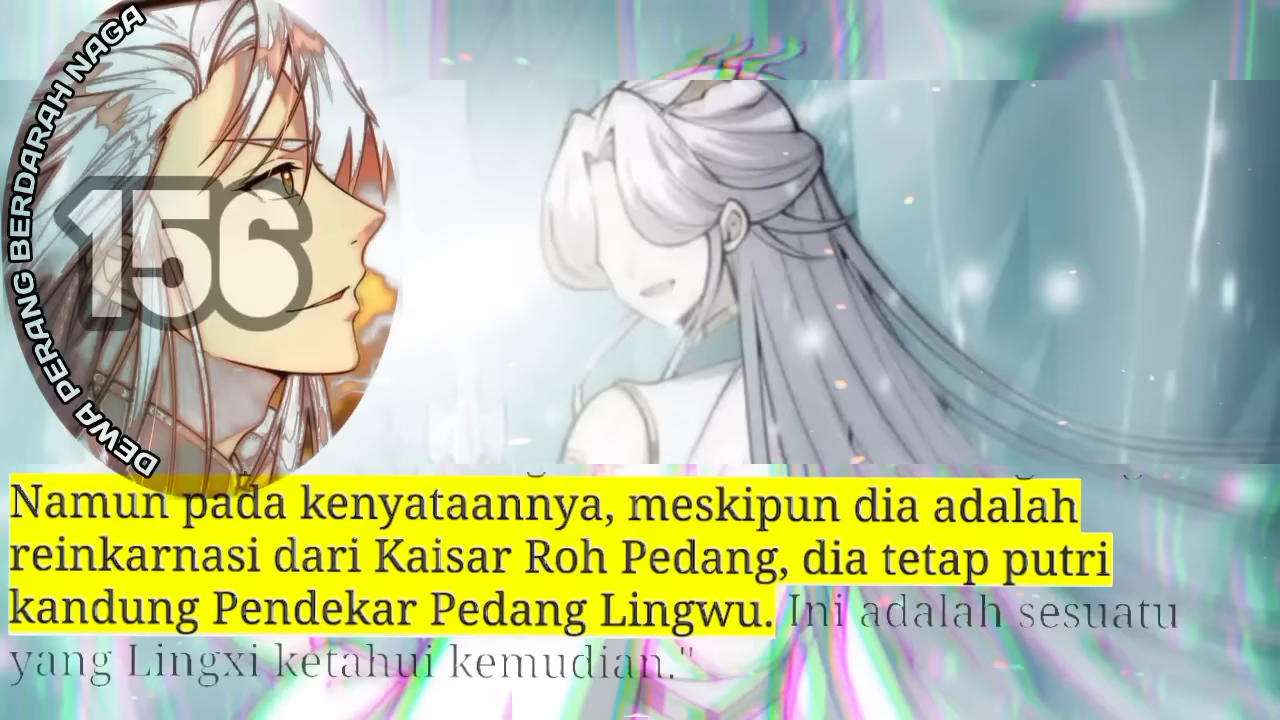 DEWA PERANG BERDARAH NAGA
156
Namun pada kenyataannya, meskipun dia adalah
reinkarnasi dari Kaisar Roh Pedang, dia tetap putri
kandung Pendekar Pedang Lingwu. Ini adalah sesuatu
yang Lingxi ketahui kemudian."